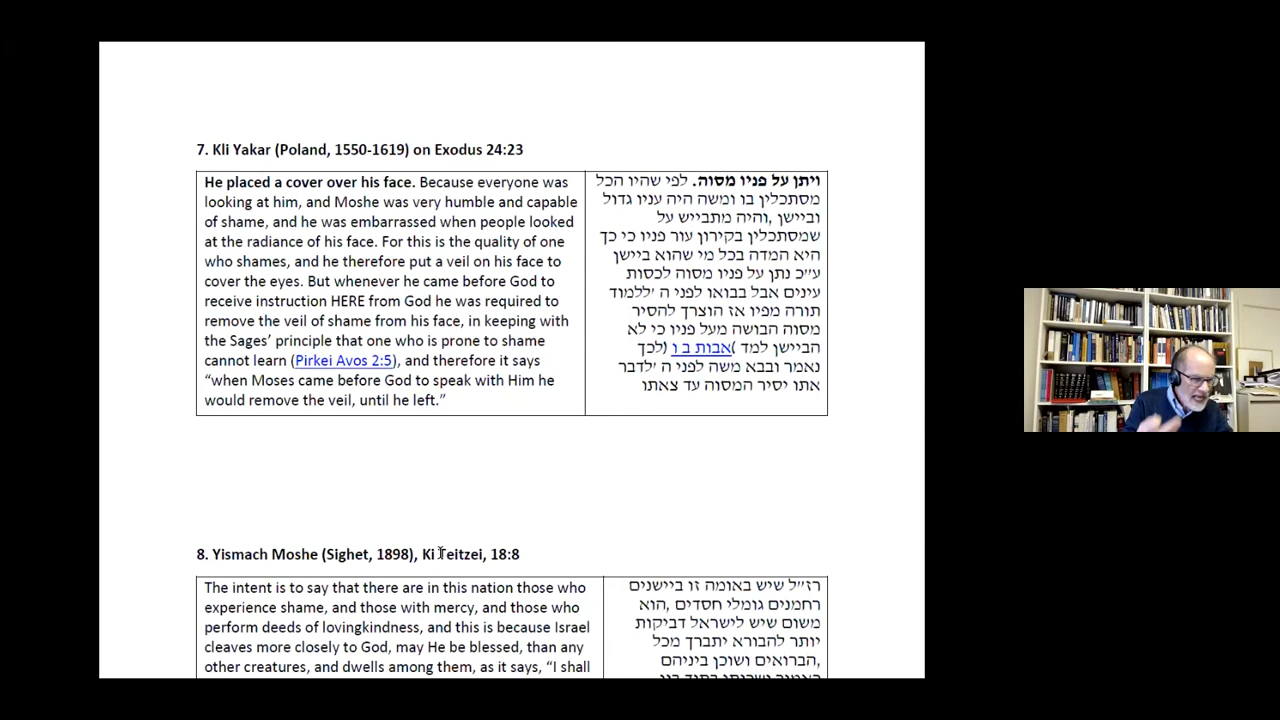 7. Kli Yakar (Poland, 1550-1619) on Exodus 24:23
He placed a cover over his face. Because everyone was
looking at him, and Moshe was very humble and capable
of shame, and he was embarrassed when people looked
at the radiance of his face. For this is the quality of one
who shames, and he therefore put a veil on his face to
cover the eyes. But whenever he came before God to
receive instruction HERE from God he was required to
remove the veil of shame from his face, in keeping with
the Sages’ principle that one who is prone to shame
cannot learn (Pirkei Avos 2:5), and therefore it says
“when Moses came before God to speak with Him he
would remove the veil, until he left.”
ויתן על פניו מסוה. לפי שהיו הכל
מסתכלין בו ומשה היה עניו גדול
וביישן ,והיה מתבייש על
שמסתכלין בקירון עור פניו כי כך
היא המדה בכל מי שהוא ביישן
ע״כ נתן על פניו מסוה לכסות
עינים אבל בבואו לפני ה ׳ללמוד
תורה מפיו אז הוצרך להסיר
מסוה הבושה מעל פניו כי לא
הביישן למד )אבות ב ו (לכך
נאמר ובבא משה לפני ה ׳לדבר
אתו יסיר המסוה עד צאתו
8. Yismach Moshe (Sighet, 1898), Ki Teitzei, 18:8
The intent is to say that there are in this nation those who
experience shame, and those with mercy, and those who
perform deeds of lovingkindness, and this is because Israel
cleaves more closely to God, may He be blessed, than any
other creatures, and dwells among them, as it says, “I shall
רז״ל שיש באומה זו ביישנים
רחמנים גומלי חסדים ,הוא
משום שיש לישראל דביקות
יותר להבורא יתברך מכל
,הברואים ושוכן ביניהם